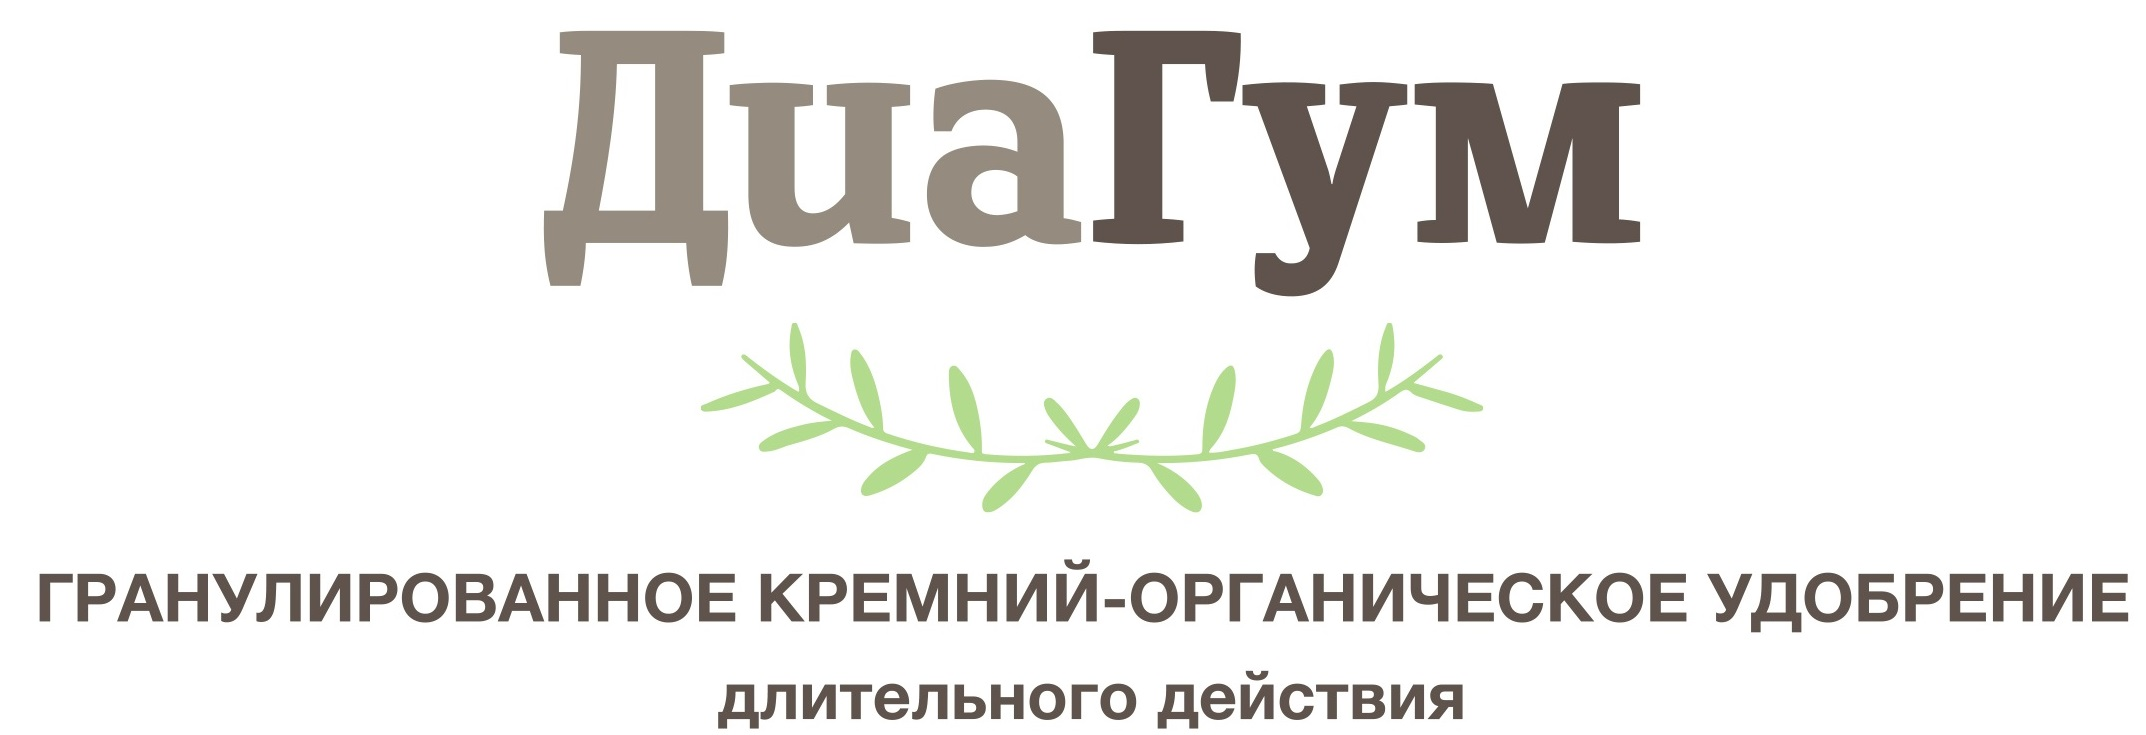 ДиаГум
ГРАНУЛИРОВАННОЕ КРЕМНИЙ-ОРГАНИЧЕСКОЕ УДОБРЕНИЕ
длительного действия